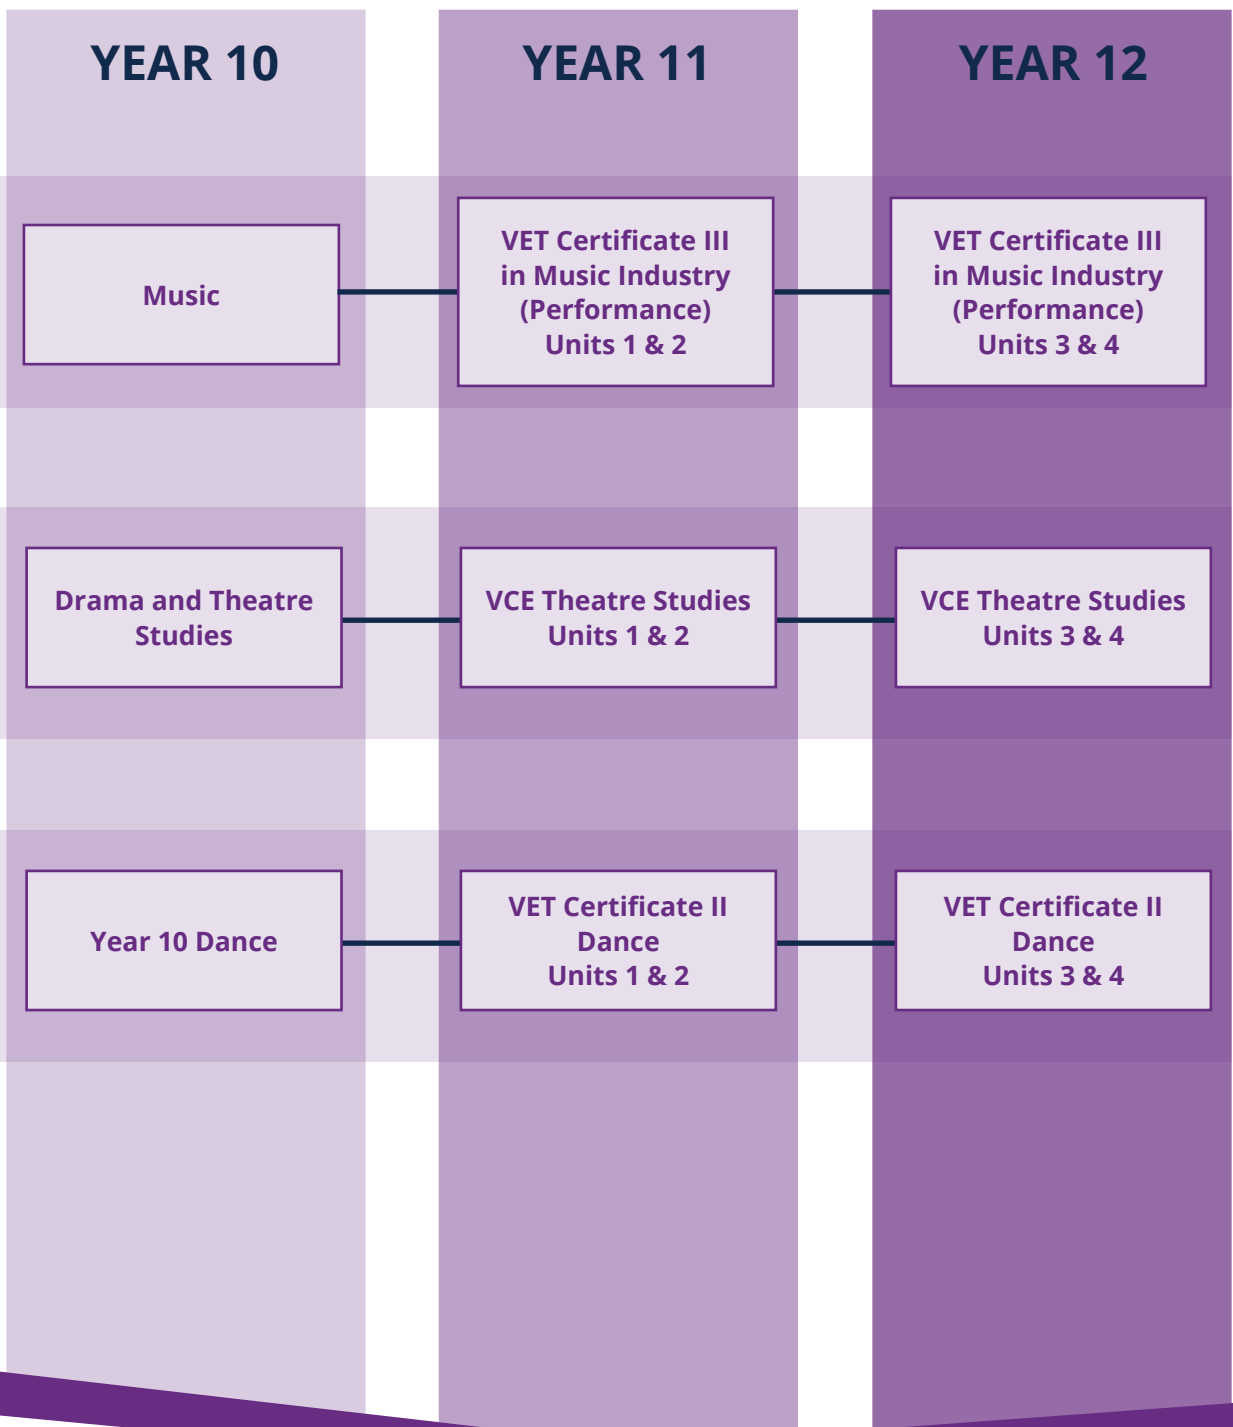 YEAR 10
YEAR 11
YEAR 12
Music
VET Certificate III
in Music Industry
(Performance)
Units 1 & 2
VET Certificate III
in Music Industry
(Performance)
Units 3 & 4
Drama and Theatre
Studies
VCE Theatre Studies
Units 1 & 2
VCE Theatre Studies
Units 3 & 4
Year 10 Dance
VET Certificate II
Dance
Units 1 & 2
VET Certificate II
Dance
Units 3 & 4